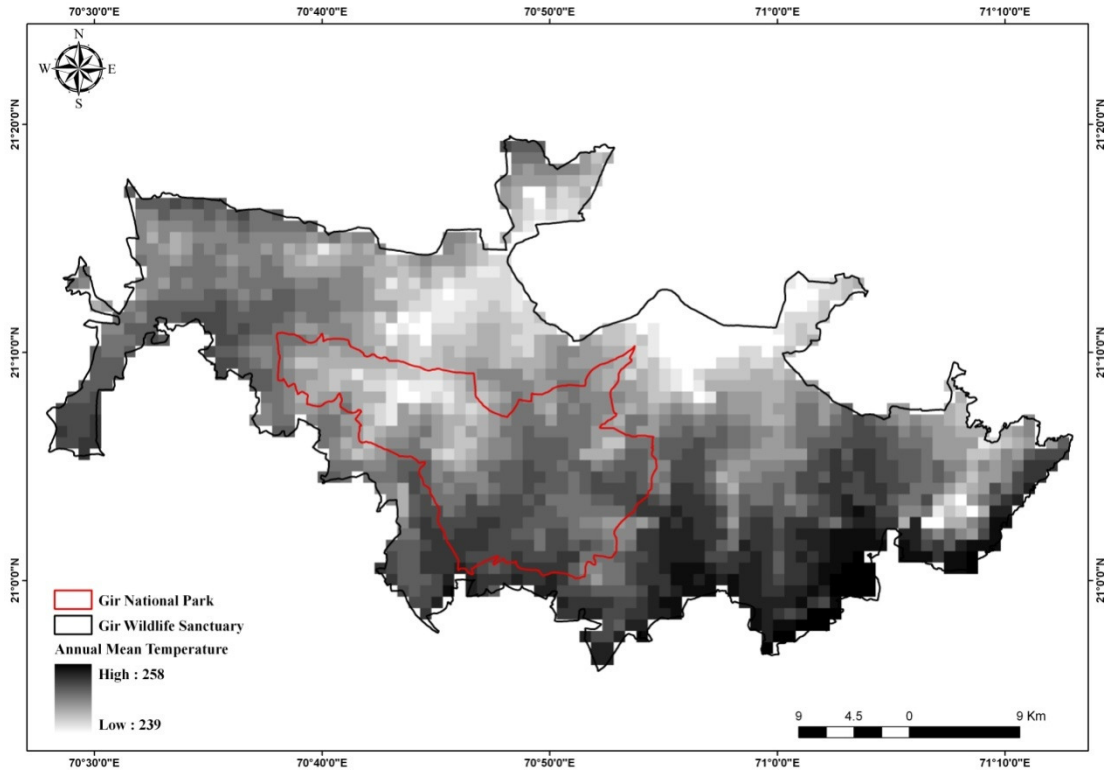 70°30'0"E 70°40'0"E 70°50'0"E 71°0'0"E 71°10'0"E
N
W E
S
21°20'0"N 21°20'0"N
21°10'0"N 21°10'0"N
21°0'0"N 21°0'0"N
Gir National Park
Gir Wildlife Sanctuary
Annual Mean Temperature
High : 258
Low : 239
9 4.5 0 9 Km
70°30'0"E 70°40'0"E 70°50'0"E 71°0'0"E 71°10'0"E